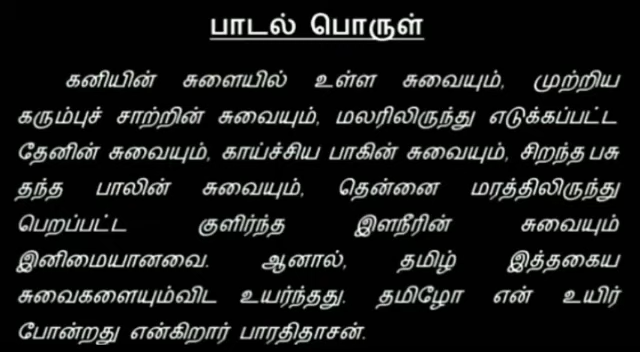 பாடல் பொருள்
கனியின் சுளையில் உள்ள சுவையும், முற்றிய
கரும்புச் சாற்றின் சுவையும், மலரிலிருந்து எடுக்கப்பட்ட
தேனின் சுவையும், காய்ச்சிய பாகின் சுவையும், சிறந்த பசு
தந்த பாலின் சுவையும், தென்னை மரத்திலிருந்து
பெறப்பட்ட குளிர்ந்த இளநீரின் சுவையும்
இனிமையானவை. ஆனால், தமிழ் இத்தகைய
சுவைகளையும்விட உயர்ந்தது. தமிழோ என் உயிர்
போன்றது என்கிறார் பாரதிதாசன்.